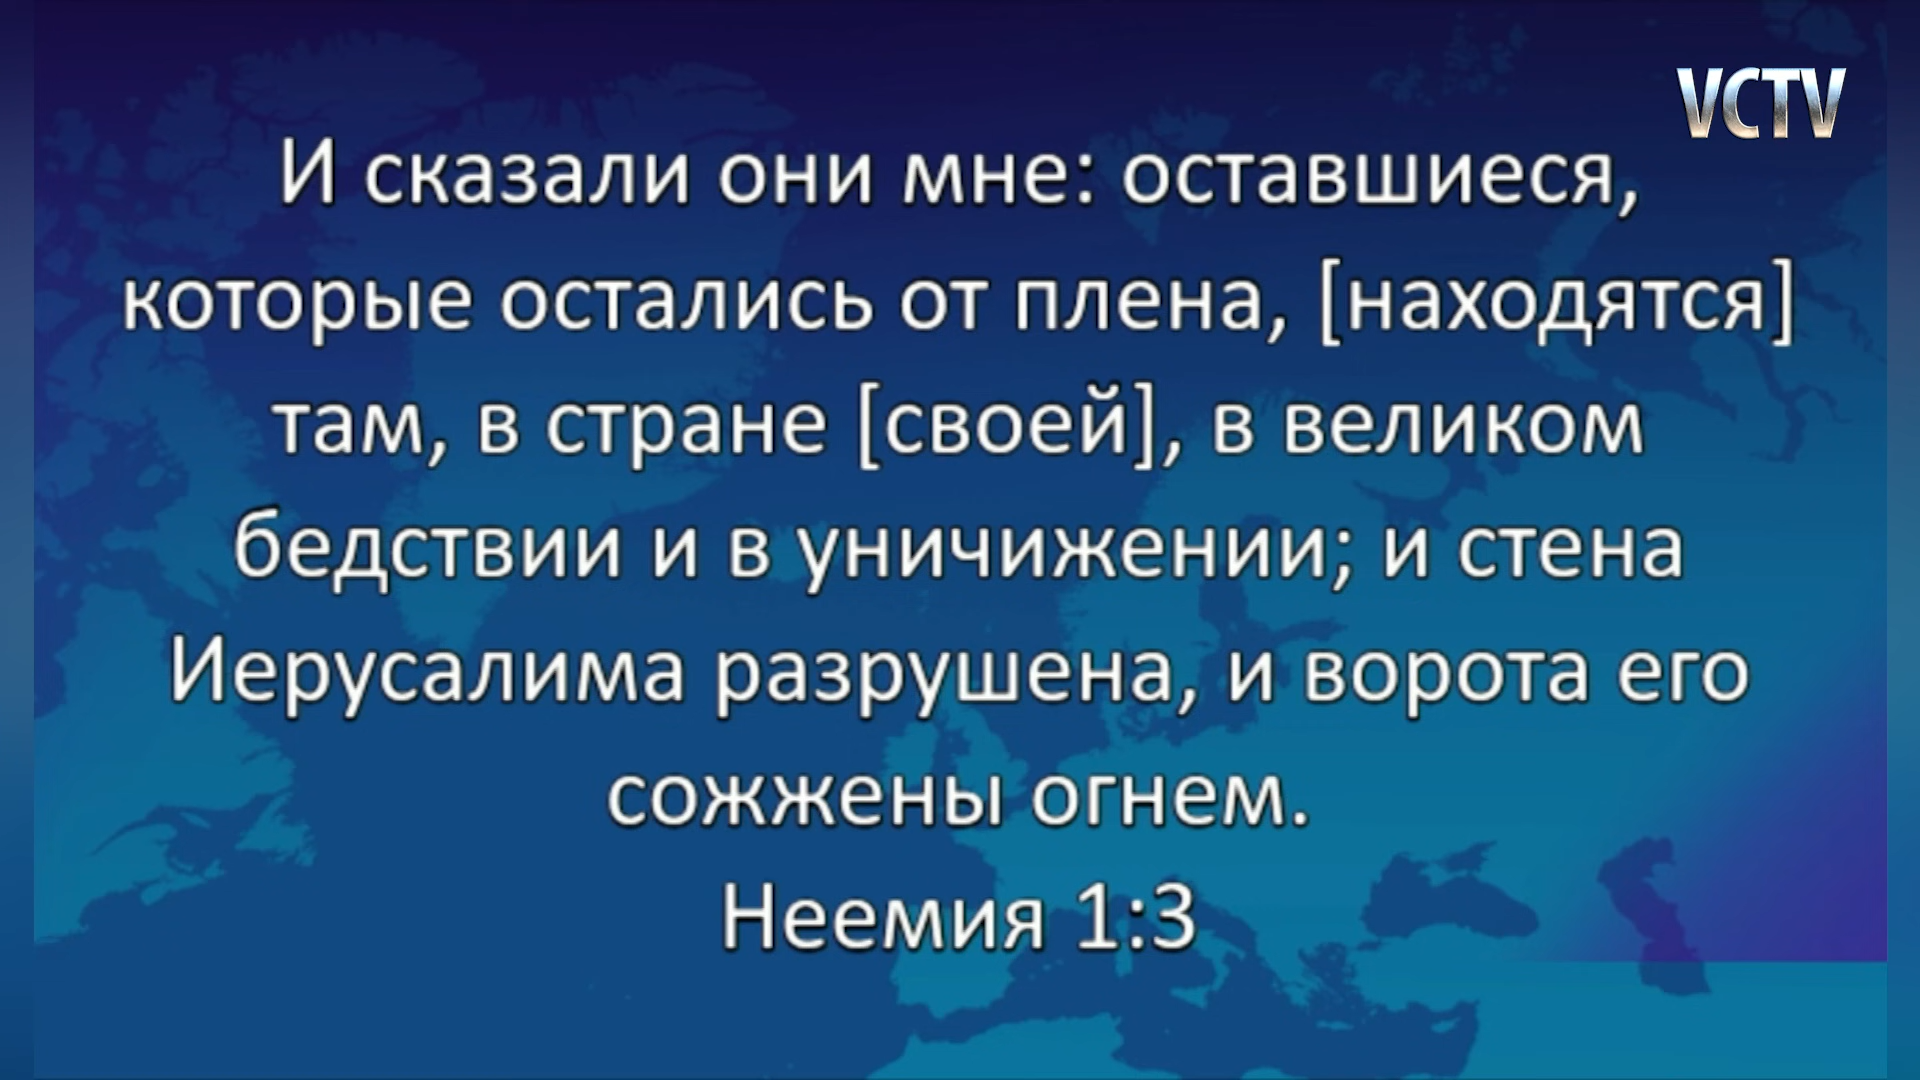 VCTV
И сказали они мне: оставшиеся,
которые остались от плена, [находятся]
там, в стране [своей], в великом
бедствии и в уничижении; и стена
Иерусалима разрушена, и ворота его
сожжены огнем.
Неемия 1:3